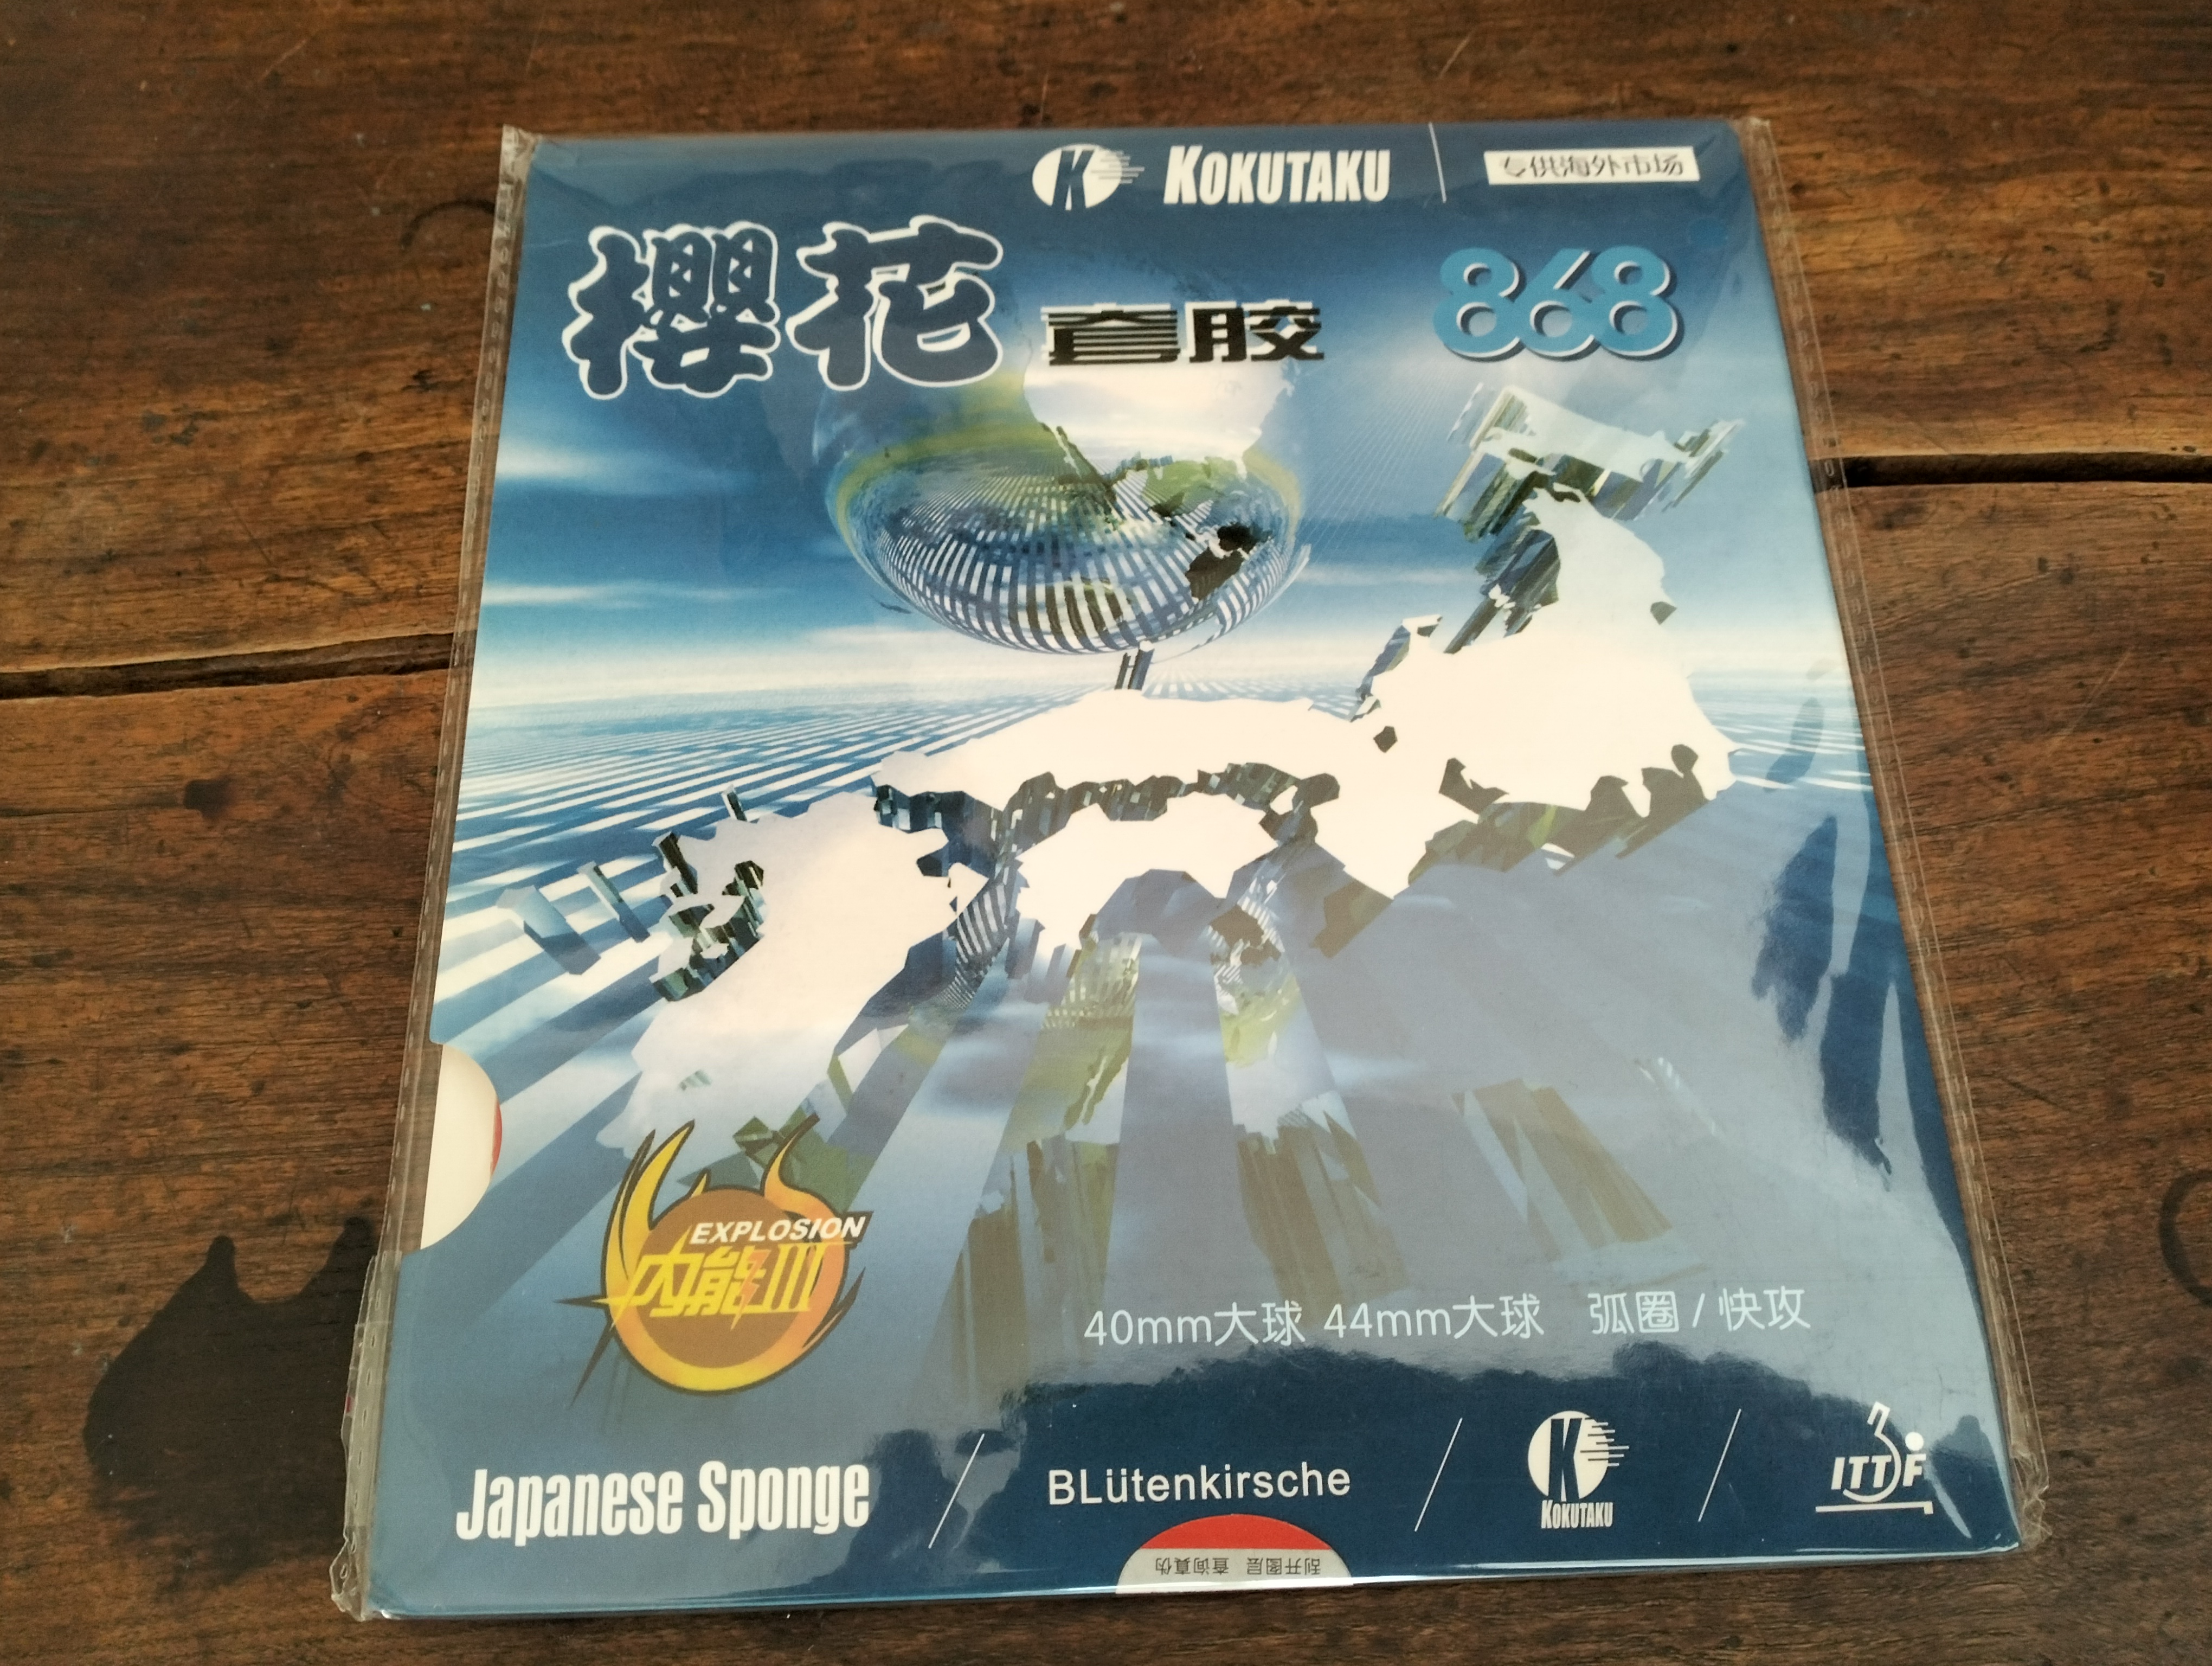 K KOKUTAKU
专供海外市场
櫻花 套胶 868
EXPLOSION
内能III
40mm大球 44mm大球 弧圈 / 快攻
Japanese Sponge / BLütenkirsche / K KOKUTAKU / ITTF
刮开图层 查询真伪